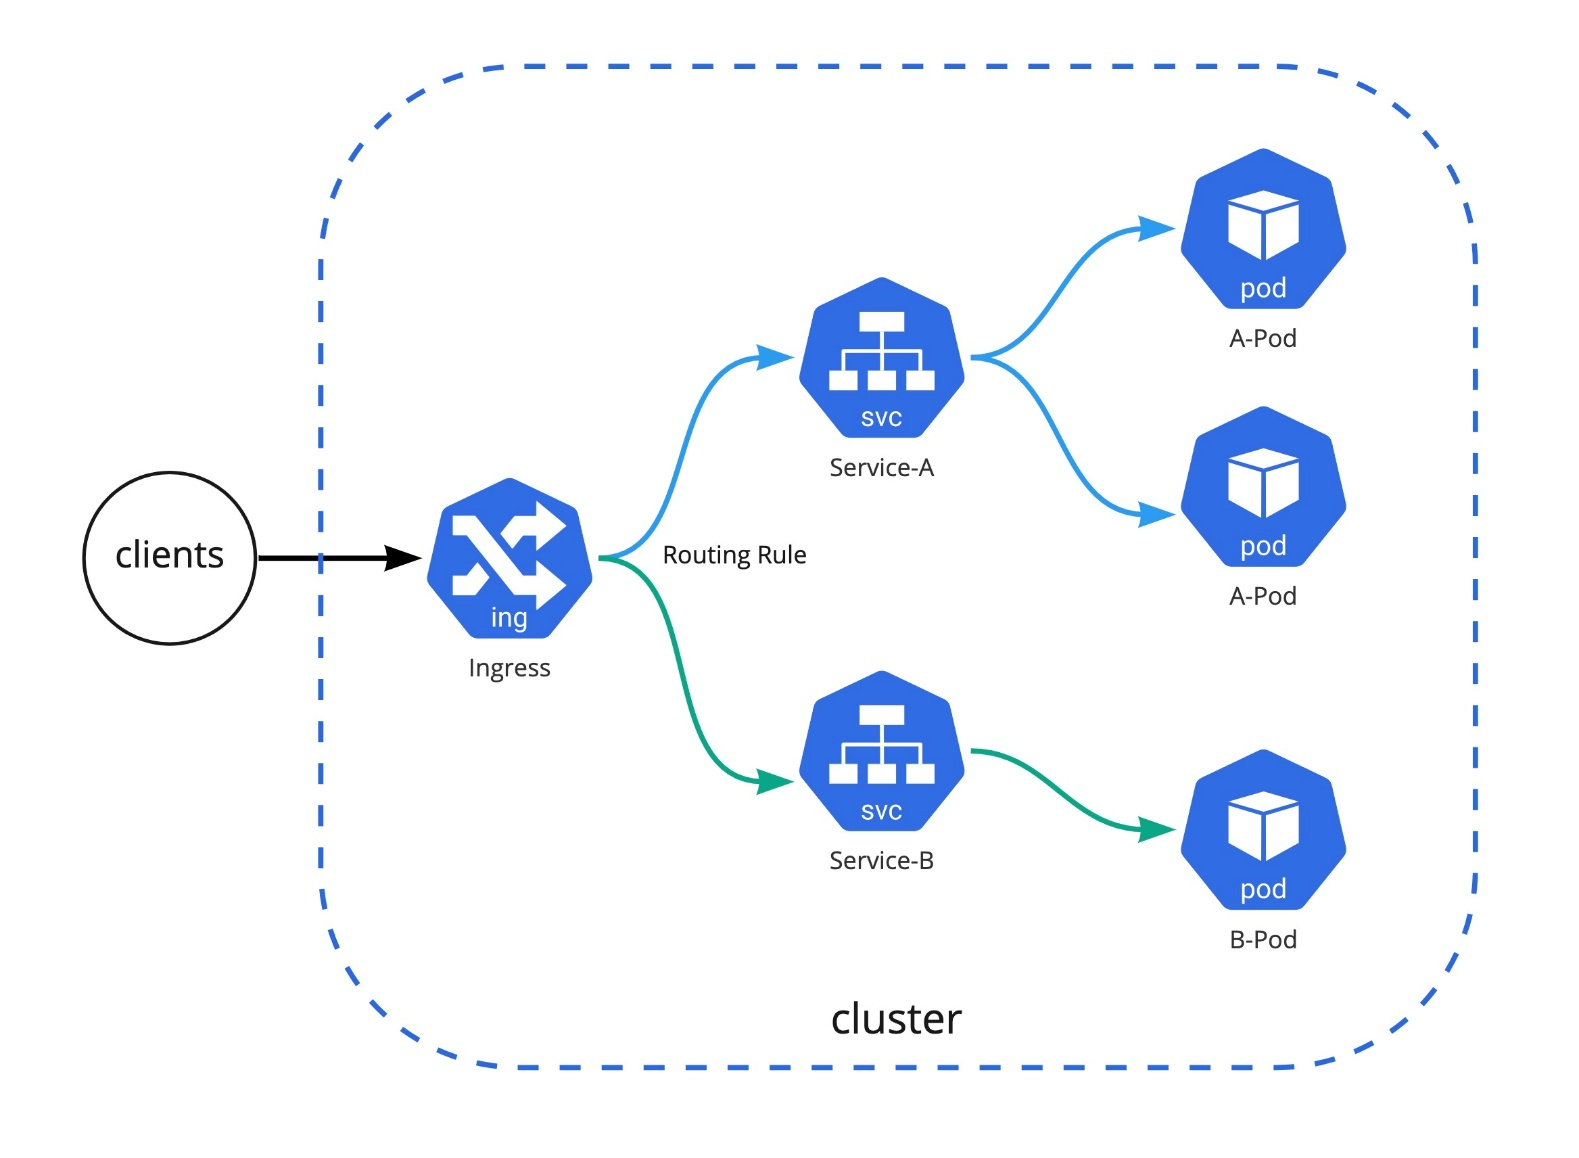 clients
ing
Ingress
Routing Rule
svc
Service-A
svc
Service-B
pod
A-Pod
pod
A-Pod
pod
B-Pod
cluster